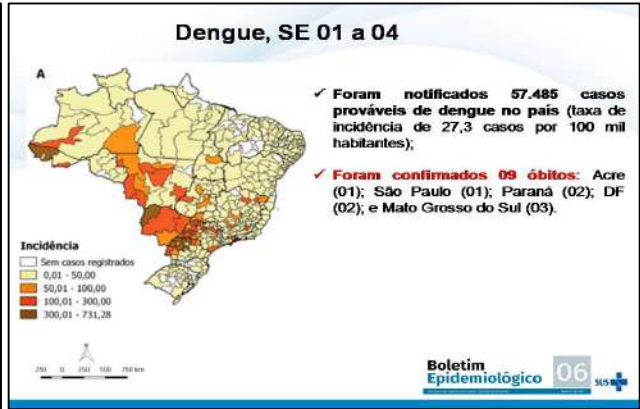 Dengue, SE 01 a 04
A
✓ Foram notificados 57.485 casos
prováveis de dengue no país (taxa de
incidência de 27,3 casos por 100 mil
habitantes);
✓ Foram confirmados 09 óbitos: Acre
(01); São Paulo (01); Paraná (02); DF
(02); e Mato Grosso do Sul (03).
Incidência
Sem casos registrados
0,01 - 50,00
50,01 - 100,00
100,01 - 300,00
300,01 - 731,28
250 0 250 500 750 km
Boletim
Epidemiológico
06
SUS